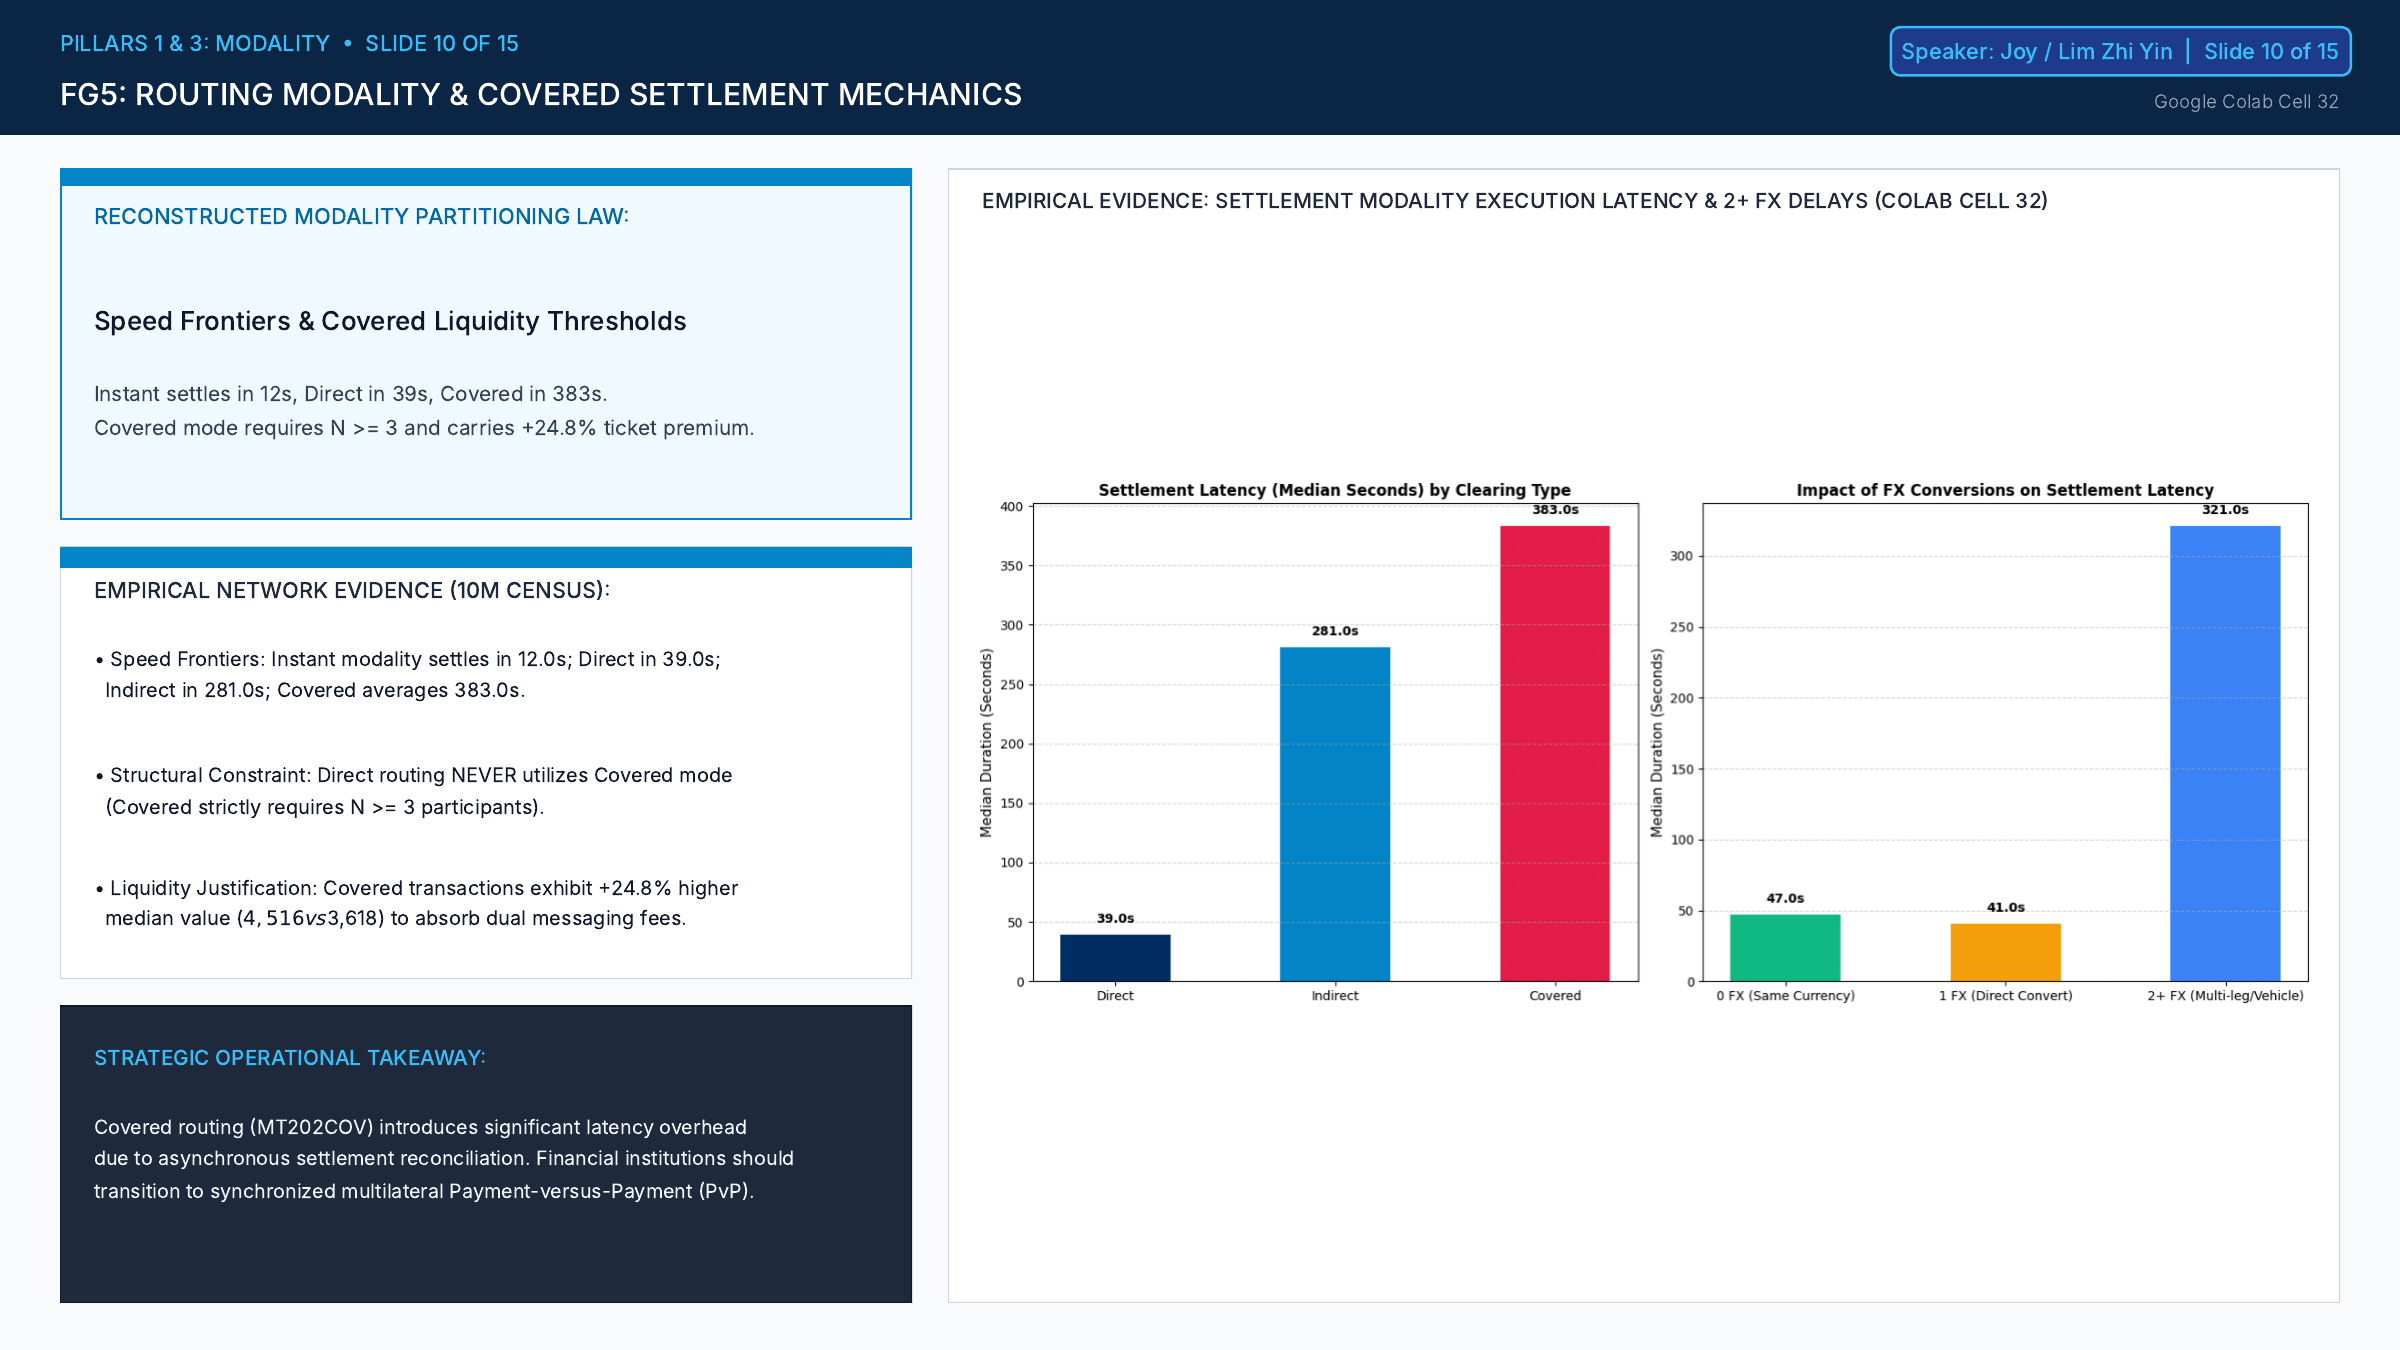 PILLARS 1 & 3: MODALITY • SLIDE 10 OF 15
FG5: ROUTING MODALITY & COVERED SETTLEMENT MECHANICS
Speaker: Joy / Lim Zhi Yin | Slide 10 of 15
Google Colab Cell 32
RECONSTRUCTED MODALITY PARTITIONING LAW:
Speed Frontiers & Covered Liquidity Thresholds
Instant settles in 12s, Direct in 39s, Covered in 383s.
Covered mode requires N >= 3 and carries +24.8% ticket premium.
EMPIRICAL NETWORK EVIDENCE (10M CENSUS):
• Speed Frontiers: Instant modality settles in 12.0s; Direct in 39.0s;
Indirect in 281.0s; Covered averages 383.0s.
• Structural Constraint: Direct routing NEVER utilizes Covered mode
(Covered strictly requires N >= 3 participants).
• Liquidity Justification: Covered transactions exhibit +24.8% higher
median value (4, 516vs3,618) to absorb dual messaging fees.
STRATEGIC OPERATIONAL TAKEAWAY:
Covered routing (MT202COV) introduces significant latency overhead
due to asynchronous settlement reconciliation. Financial institutions should
transition to synchronized multilateral Payment-versus-Payment (PvP).
EMPIRICAL EVIDENCE: SETTLEMENT MODALITY EXECUTION LATENCY & 2+ FX DELAYS (COLAB CELL 32)
Settlement Latency (Median Seconds) by Clearing Type
Median Duration (Seconds)
400
350
300
250
200
150
100
50
0
39.0s
281.0s
383.0s
Direct
Indirect
Covered
Impact of FX Conversions on Settlement Latency
Median Duration (Seconds)
300
250
200
150
100
50
0
47.0s
41.0s
321.0s
0 FX (Same Currency)
1 FX (Direct Convert)
2+ FX (Multi-leg/Vehicle)